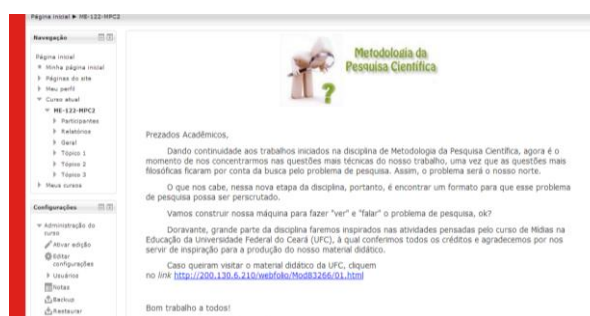 Página inicial ► ME-122-MPC2
Navegação
Página inicial
Minha página inicial
Páginas do site
Meu perfil
Curso atual
ME-122-MPC2
Participantes
Relatórios
Geral
Tópico 1
Tópico 2
Tópico 3
Meus cursos
Configurações
Administração do
curso
Ativar edição
Editar
configurações
Usuários
Notas
Backup
Restaurar
Metodologia da
Pesquisa Científica
Prezados Acadêmicos,
Dando continuidade aos trabalhos iniciados na disciplina de Metodologia da Pesquisa Científica, agora é o
momento de nos concentrarmos nas questões mais técnicas do nosso trabalho, uma vez que as questões mais
filosóficas ficaram por conta da busca pelo problema de pesquisa. Assim, o problema será o nosso norte.
O que nos cabe, nessa nova etapa da disciplina, portanto, é encontrar um formato para que esse problema
de pesquisa possa ser perscrutado.
Vamos construir nossa máquina para fazer "ver" e "falar" o problema de pesquisa, ok?
Doravante, grande parte da disciplina faremos inspirados nas atividades pensadas pelo curso de Mídias na
Educação da Universidade Federal do Ceará (UFC), à qual conferimos todos os créditos e agradecemos por nos
servir de inspiração para a produção do nosso material didático.
Caso queiram visitar o material didático da UFC, cliquem
no link http://200.130.6.210/webfolio/Mod83266/01.html
Bom trabalho a todos!